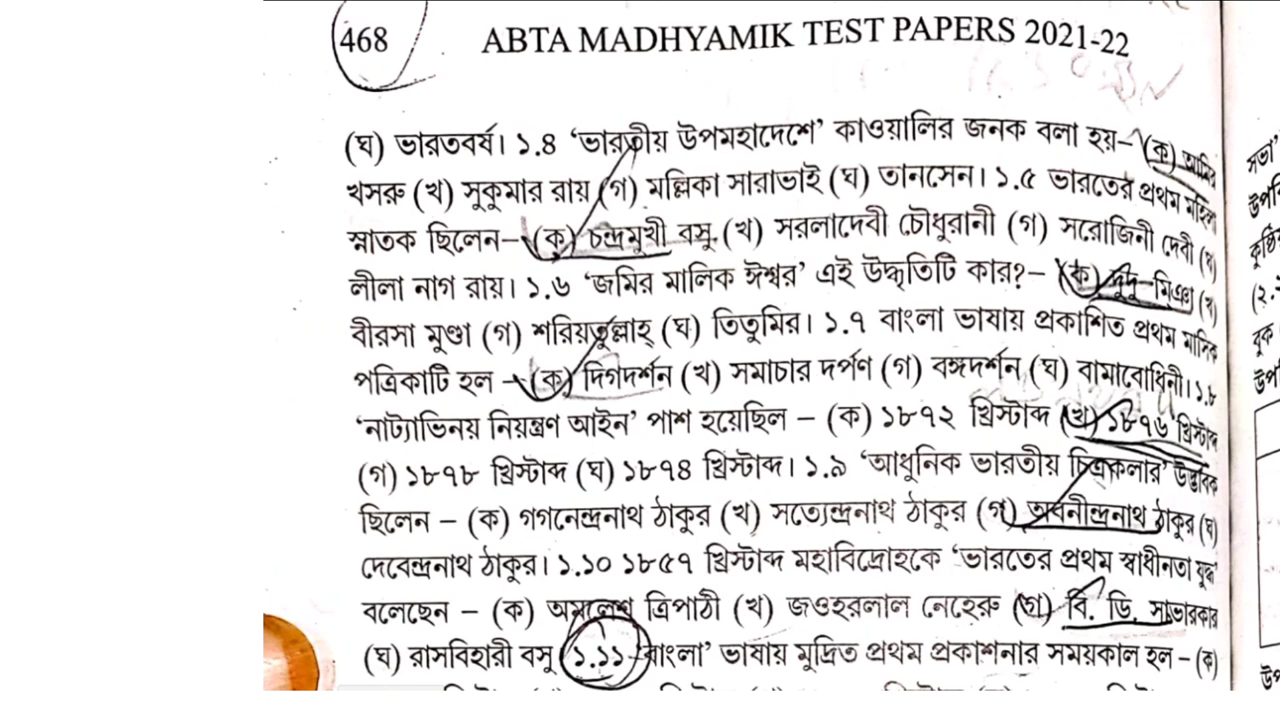 468 ABTA MADHYAMIK TEST PAPERS 2021-22
(ঘ) ভারতবর্ষ। ১.৪ ‘ভারতীয় উপমহাদেশে’ কাওয়ালির জনক বলা হয়– (ক) আমির
খসরু (খ) সুকুমার রায় (গ) মল্লিকা সারাভাই (ঘ) তানসেন। ১.৫ ভারতের প্রথম মহিলা
স্নাতক ছিলেন– (ক) চন্দ্রমুখী বসু (খ) সরলাদেবী চৌধুরানী (গ) সরোজিনী দেবী (ঘ)
লীলা নাগ রায়। ১.৬ ‘জমির মালিক ঈশ্বর’ এই উদ্ধৃতিটি কার?– (ক) দুদু মিঞা (খ)
বীরসা মুণ্ডা (গ) শরিয়তুল্লাহ্ (ঘ) তিতুমির। ১.৭ বাংলা ভাষায় প্রকাশিত প্রথম মাসিক
পত্রিকাটি হল – (ক) দিগদর্শন (খ) সমাচার দর্পণ (গ) বঙ্গদর্শন (ঘ) বামাবোধিনী। ১.৮
‘নাট্যাভিনয় নিয়ন্ত্রণ আইন’ পাশ হয়েছিল – (ক) ১৮৭২ খ্রিস্টাব্দ (খ) ১৮৭৬ খ্রিস্টাব্দ
(গ) ১৮৭৮ খ্রিস্টাব্দ (ঘ) ১৮৭৪ খ্রিস্টাব্দ। ১.৯ ‘আধুনিক ভারতীয় চিত্রকলার’ উদ্ভাবক
ছিলেন – (ক) গগনেন্দ্রনাথ ঠাকুর (খ) সত্যেন্দ্রনাথ ঠাকুর (গ) অবনীন্দ্রনাথ ঠাকুর (ঘ)
দেবেন্দ্রনাথ ঠাকুর। ১.১০ ১৮৫৭ খ্রিস্টাব্দ মহাবিদ্রোহকে ‘ভারতের প্রথম স্বাধীনতা যুদ্ধ’
বলেছেন – (ক) অমলেশ ত্রিপাঠী (খ) জওহরলাল নেহেরু (গ) বি. ডি. সাভারকার
(ঘ) রাসবিহারী বসু ১.১১ ‘বাংলা’ ভাষায় মুদ্রিত প্রথম প্রকাশনার সময়কাল হল – (ক)